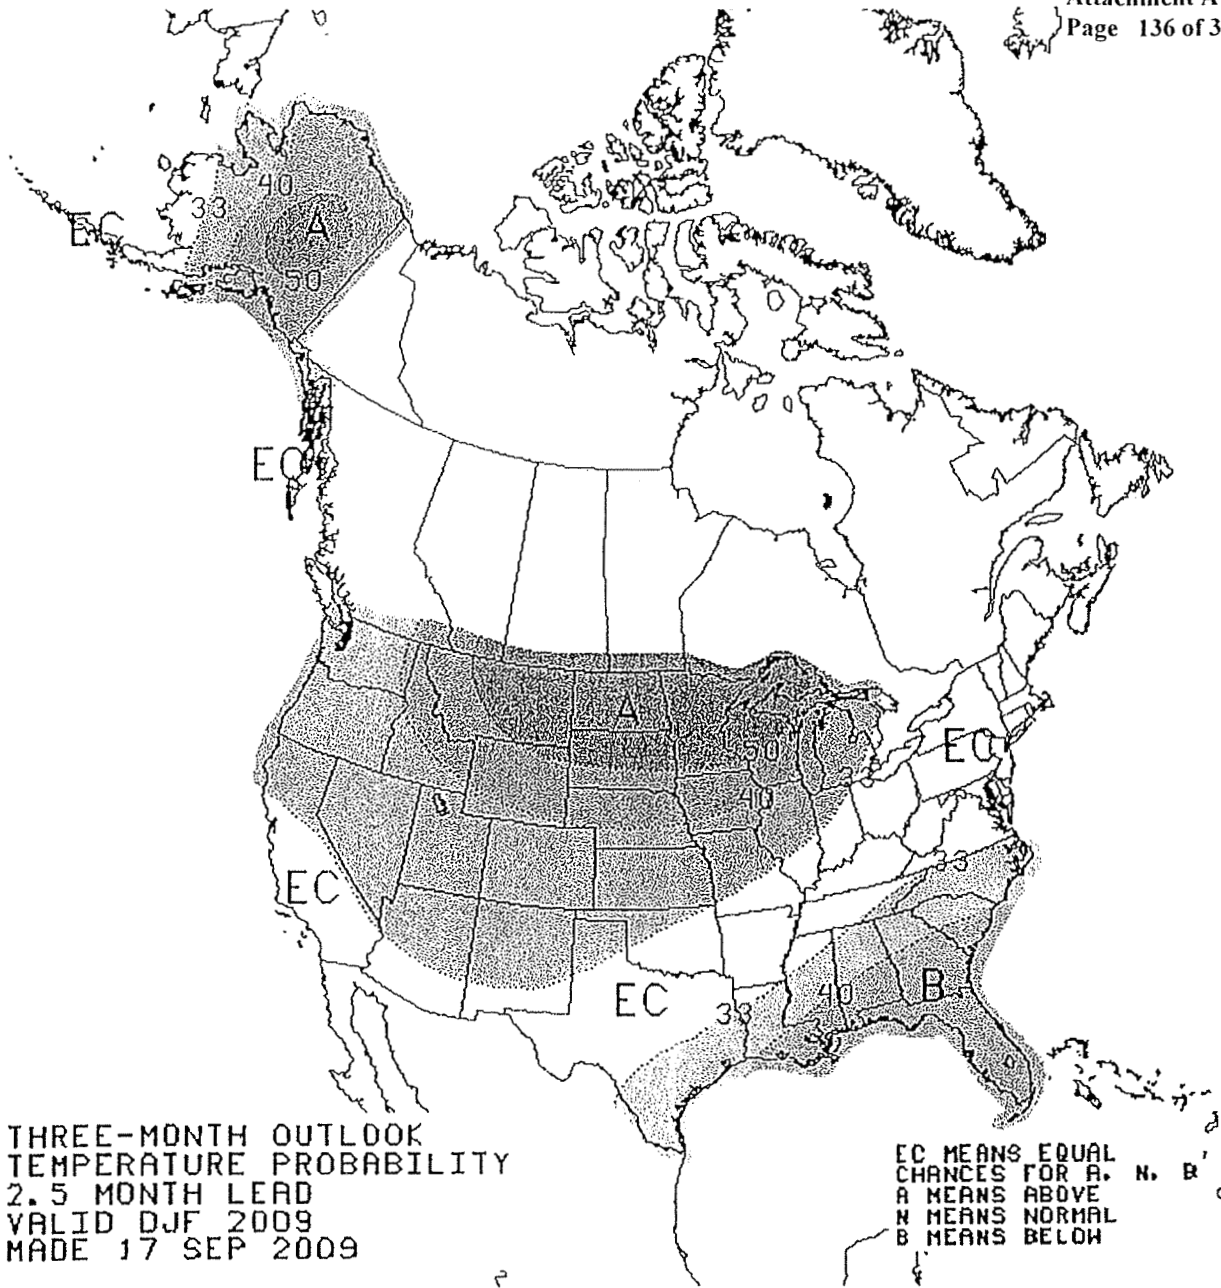 Attachment A
Page 136 of 3
40
33
A
EC
50
EC
A
50
EC
40
33
EC
B
40
EC
33
THREE-MONTH OUTLOOK
TEMPERATURE PROBABILITY
2.5 MONTH LEAD
VALID DJF 2009
MADE 17 SEP 2009
EC MEANS EQUAL
CHANCES FOR A, N, B
A MEANS ABOVE
N MEANS NORMAL
B MEANS BELOW